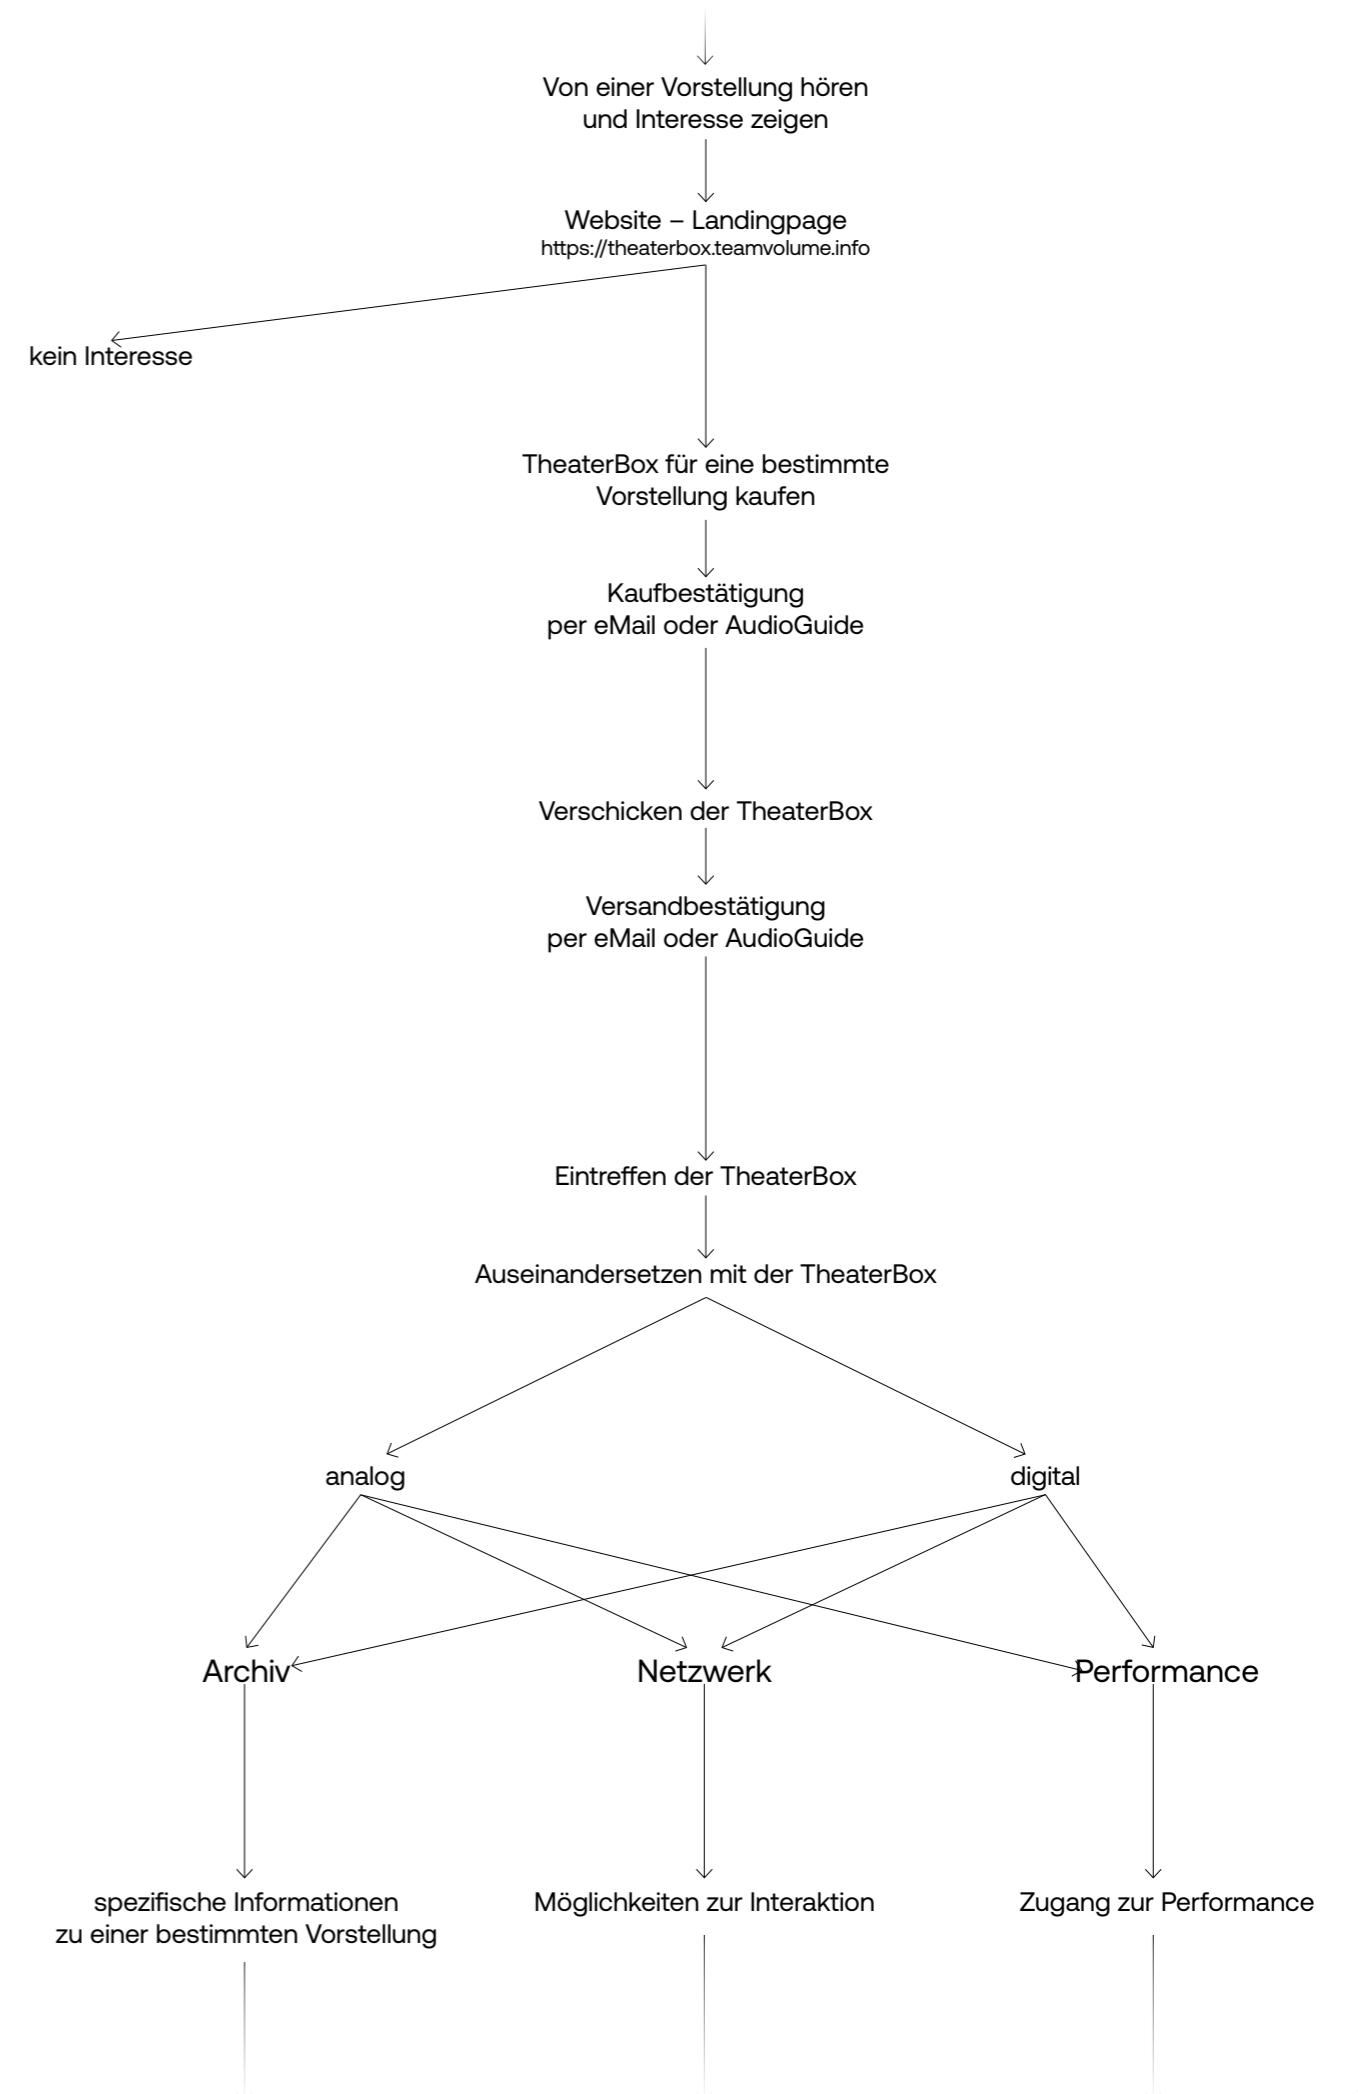 Von einer Vorstellung hören
und Interesse zeigen
Website – Landingpage
https://theaterbox.teamvolume.info
kein Interesse
TheaterBox für eine bestimmte
Vorstellung kaufen
Kaufbestätigung
per eMail oder AudioGuide
Verschicken der TheaterBox
Versandbestätigung
per eMail oder AudioGuide
Eintreffen der TheaterBox
Auseinandersetzen mit der TheaterBox
analog
digital
Archiv
Netzwerk
Performance
spezifische Informationen
zu einer bestimmten Vorstellung
Möglichkeiten zur Interaktion
Zugang zur Performance